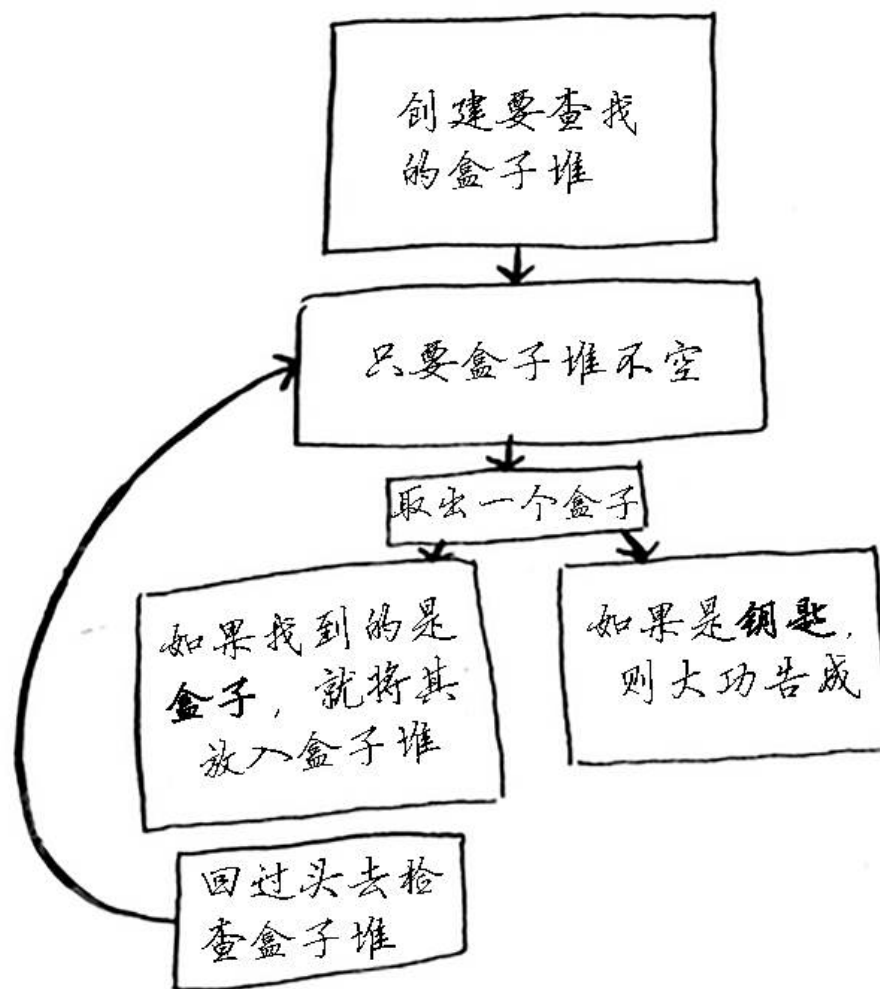 创建要查找
的盒子堆
只要盒子堆不空
取出一个盒子
如果找到的是
盒子，就将其
放入盒子堆
如果是钥匙，
则大功告成
回过头去检
查盒子堆